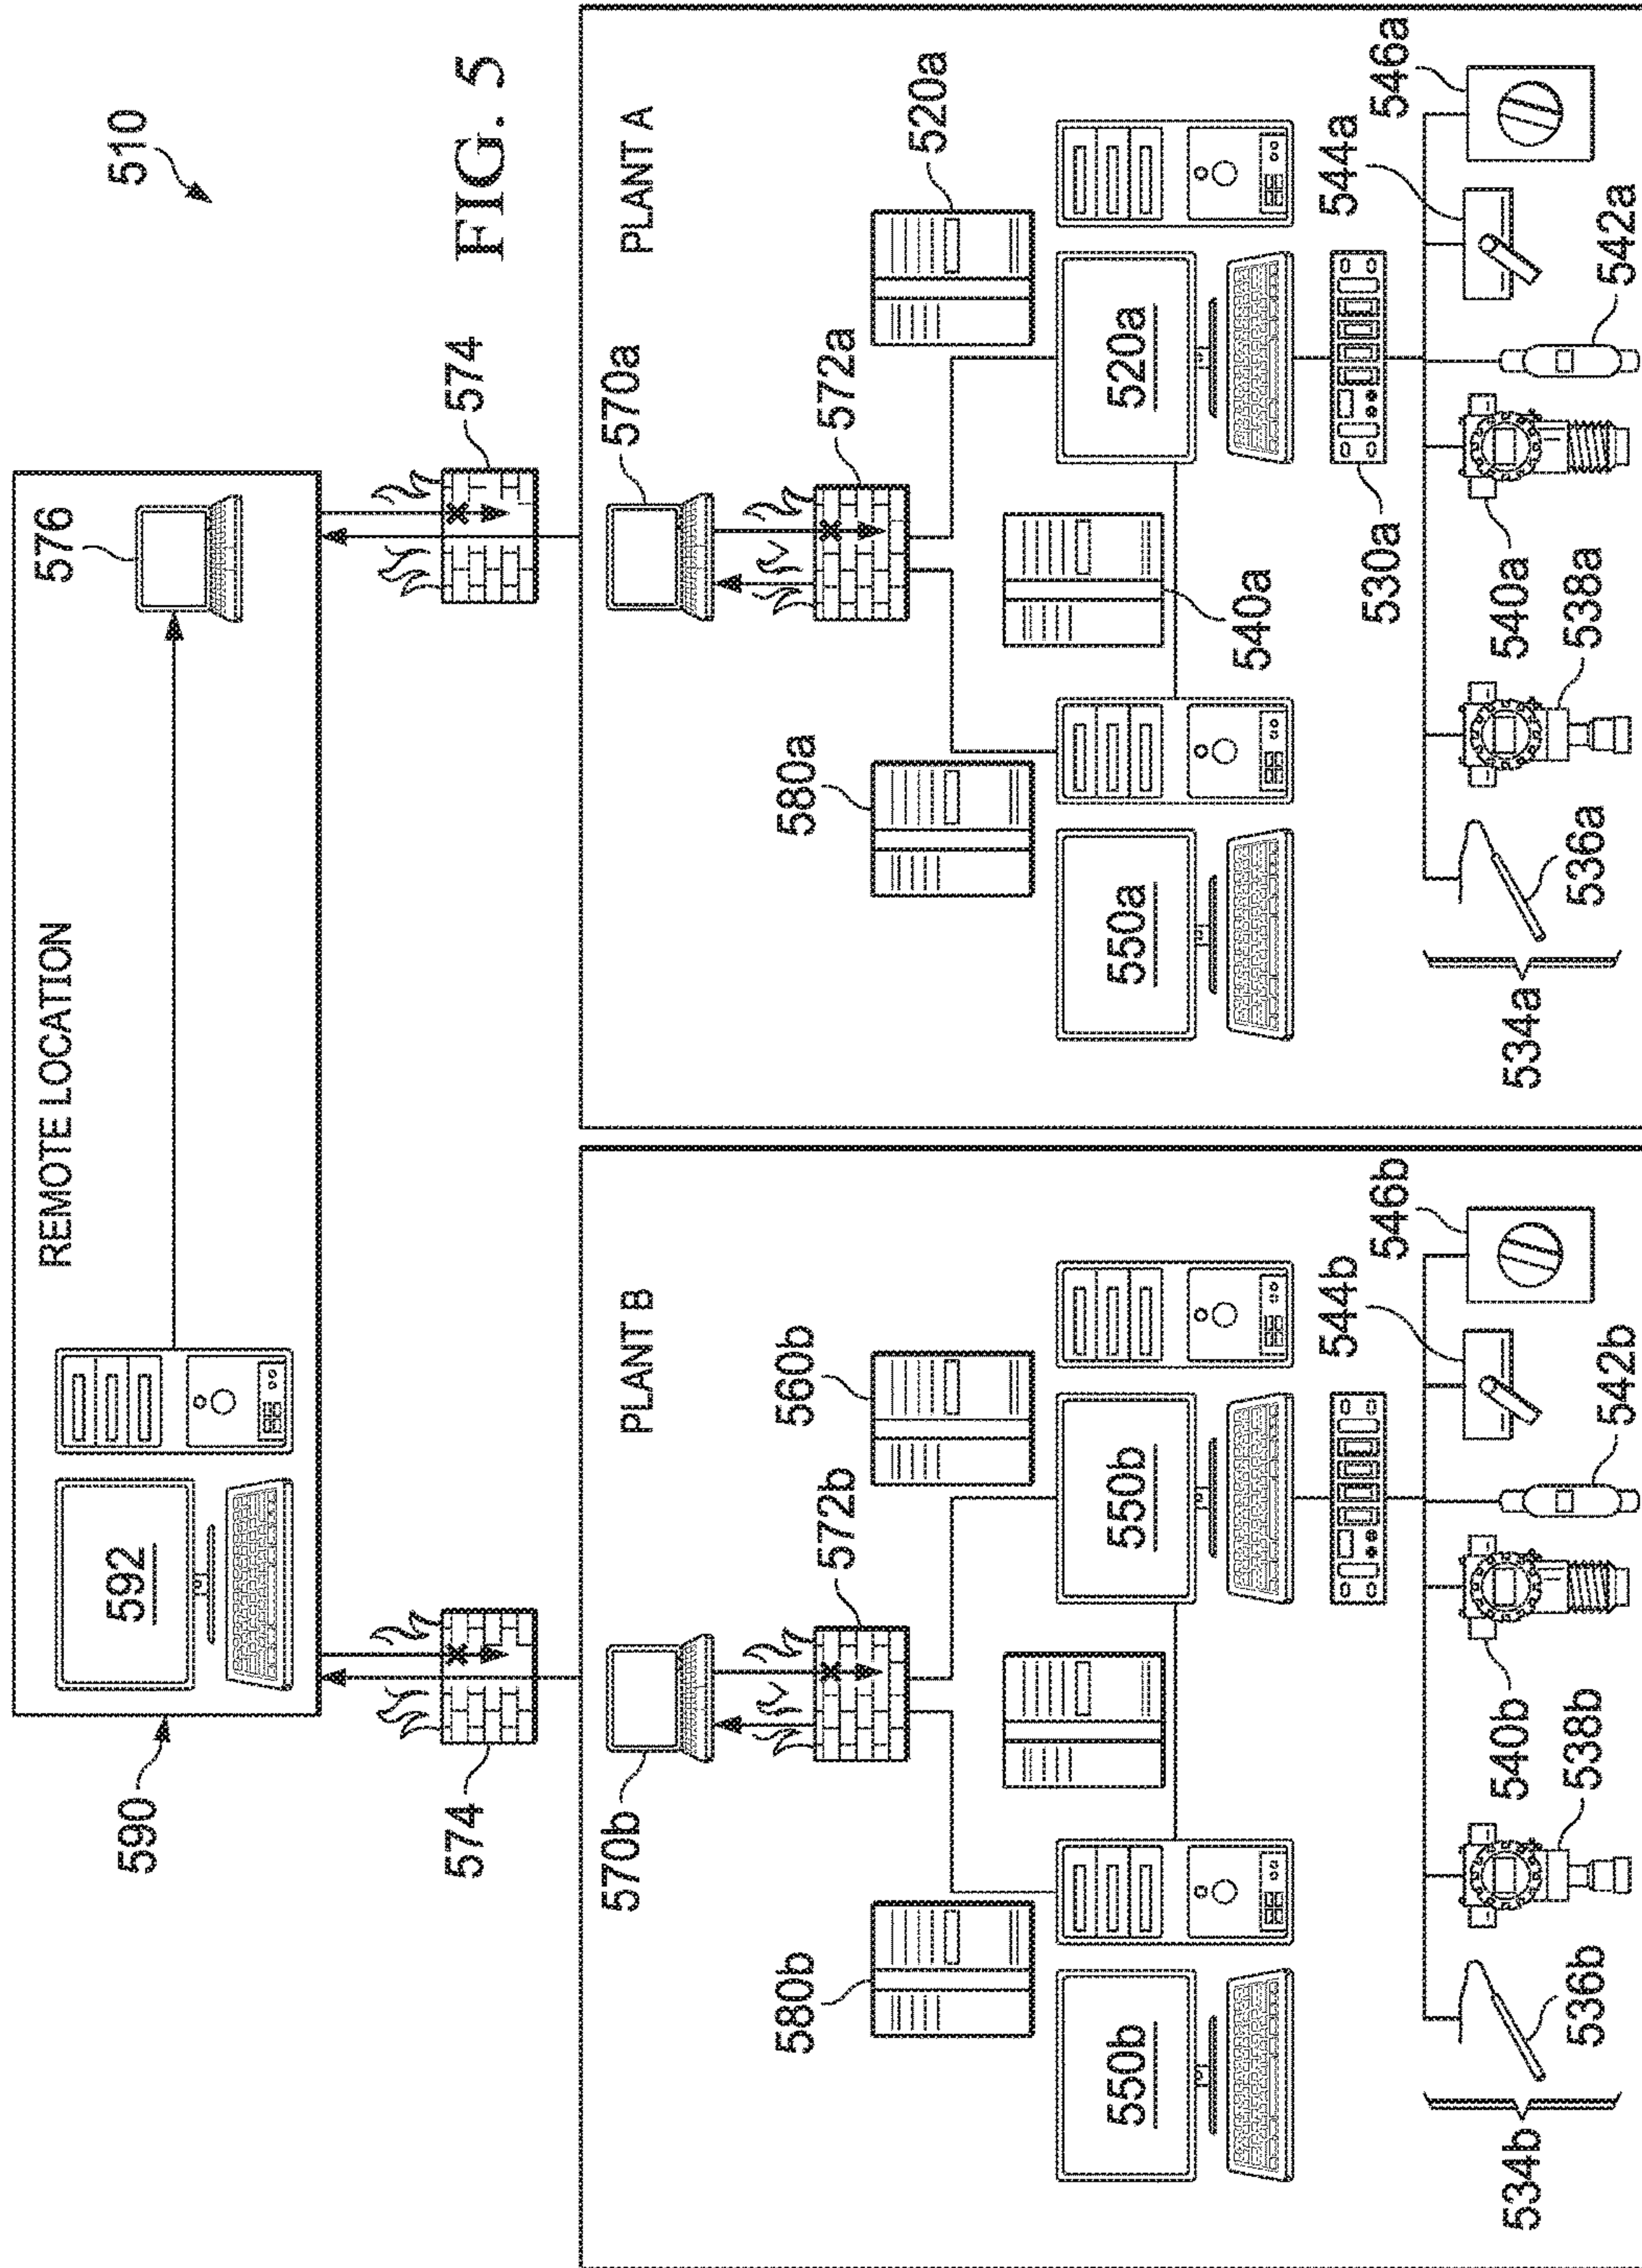 REMOTE LOCATION
576
590
592
510
574
574
FIG. 5
570b
PLANT B
570a
PLANT A
580b
572b
560b
580a
572a
520a
550b
550b
550a
520a
540a
544b
546b
530a
544a
546a
534b
540b
534a
540a
536b
538b
542b
536a
538a
542a